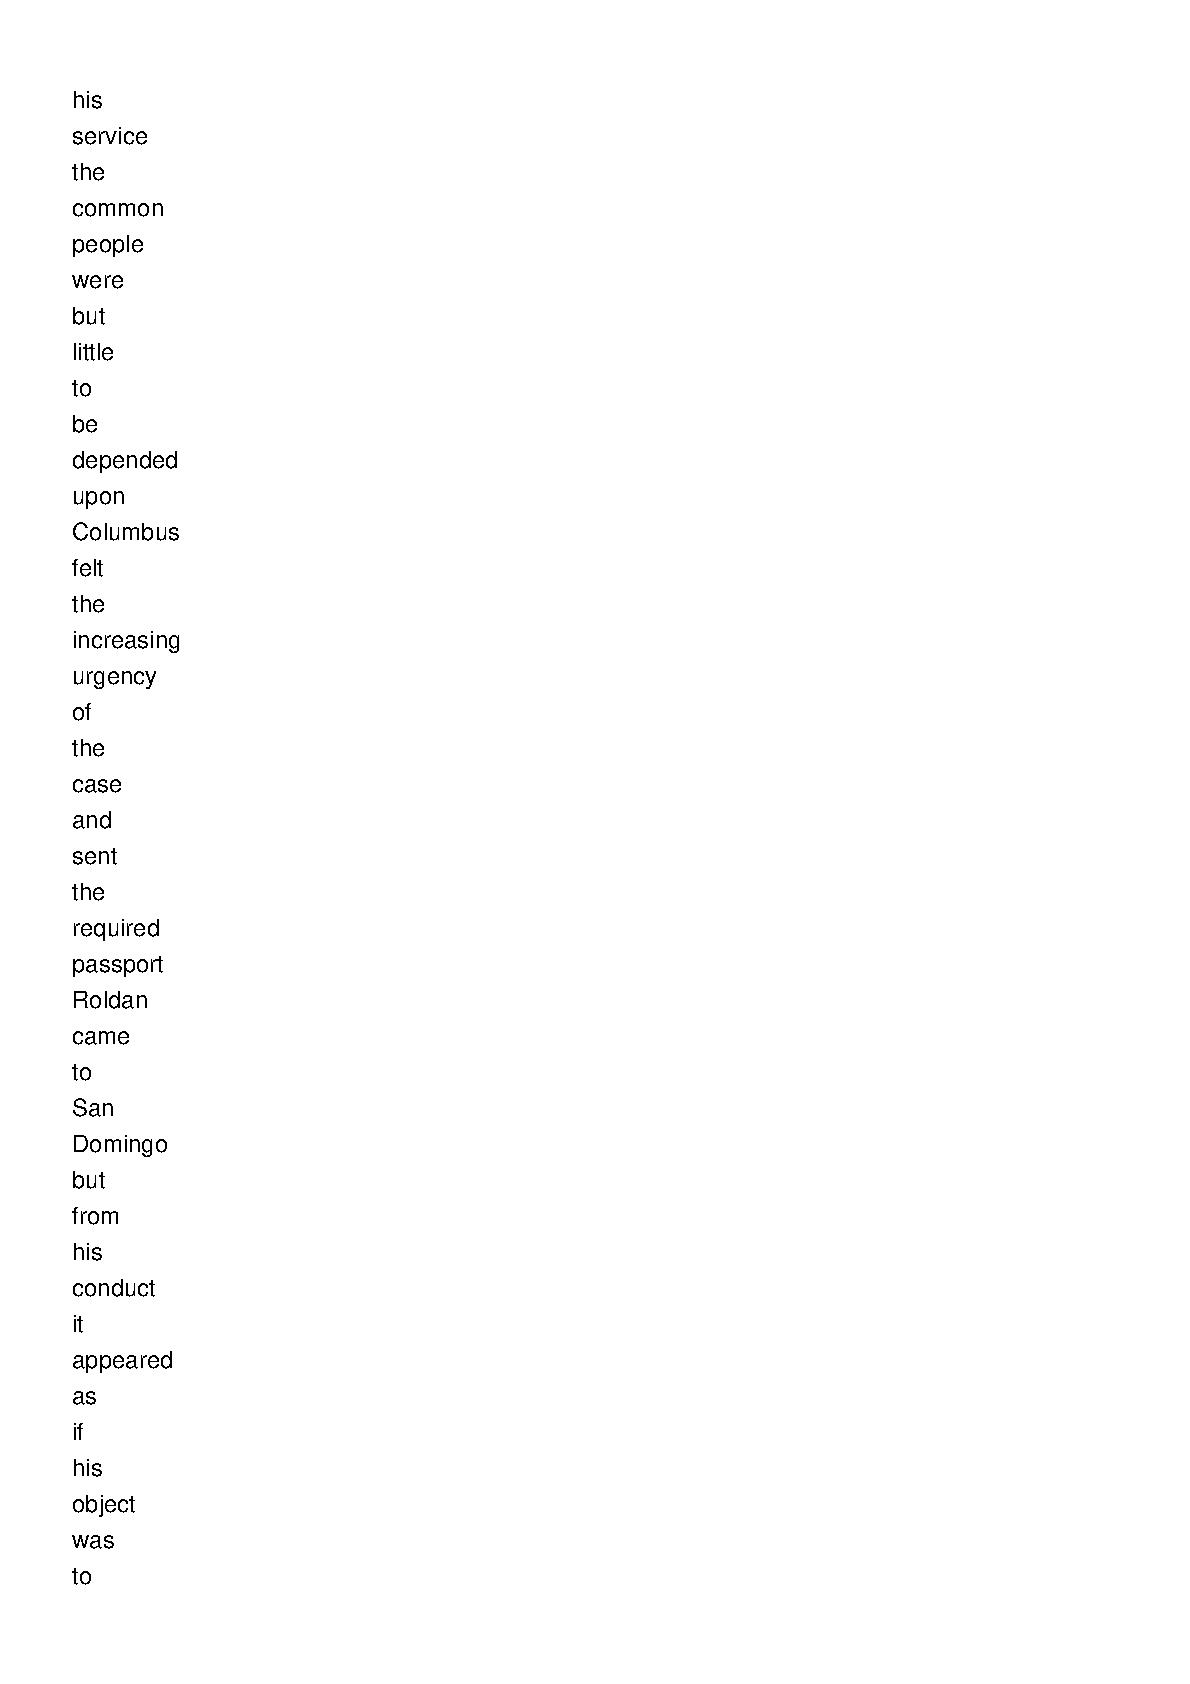 his
service
the
common
people
were
but
little
to
be
depended
upon
Columbus
felt
the
increasing
urgency
of
the
case
and
sent
the
required
passport
Roldan
came
to
San
Domingo
but
from
his
conduct
it
appeared
as
if
his
object
was
to